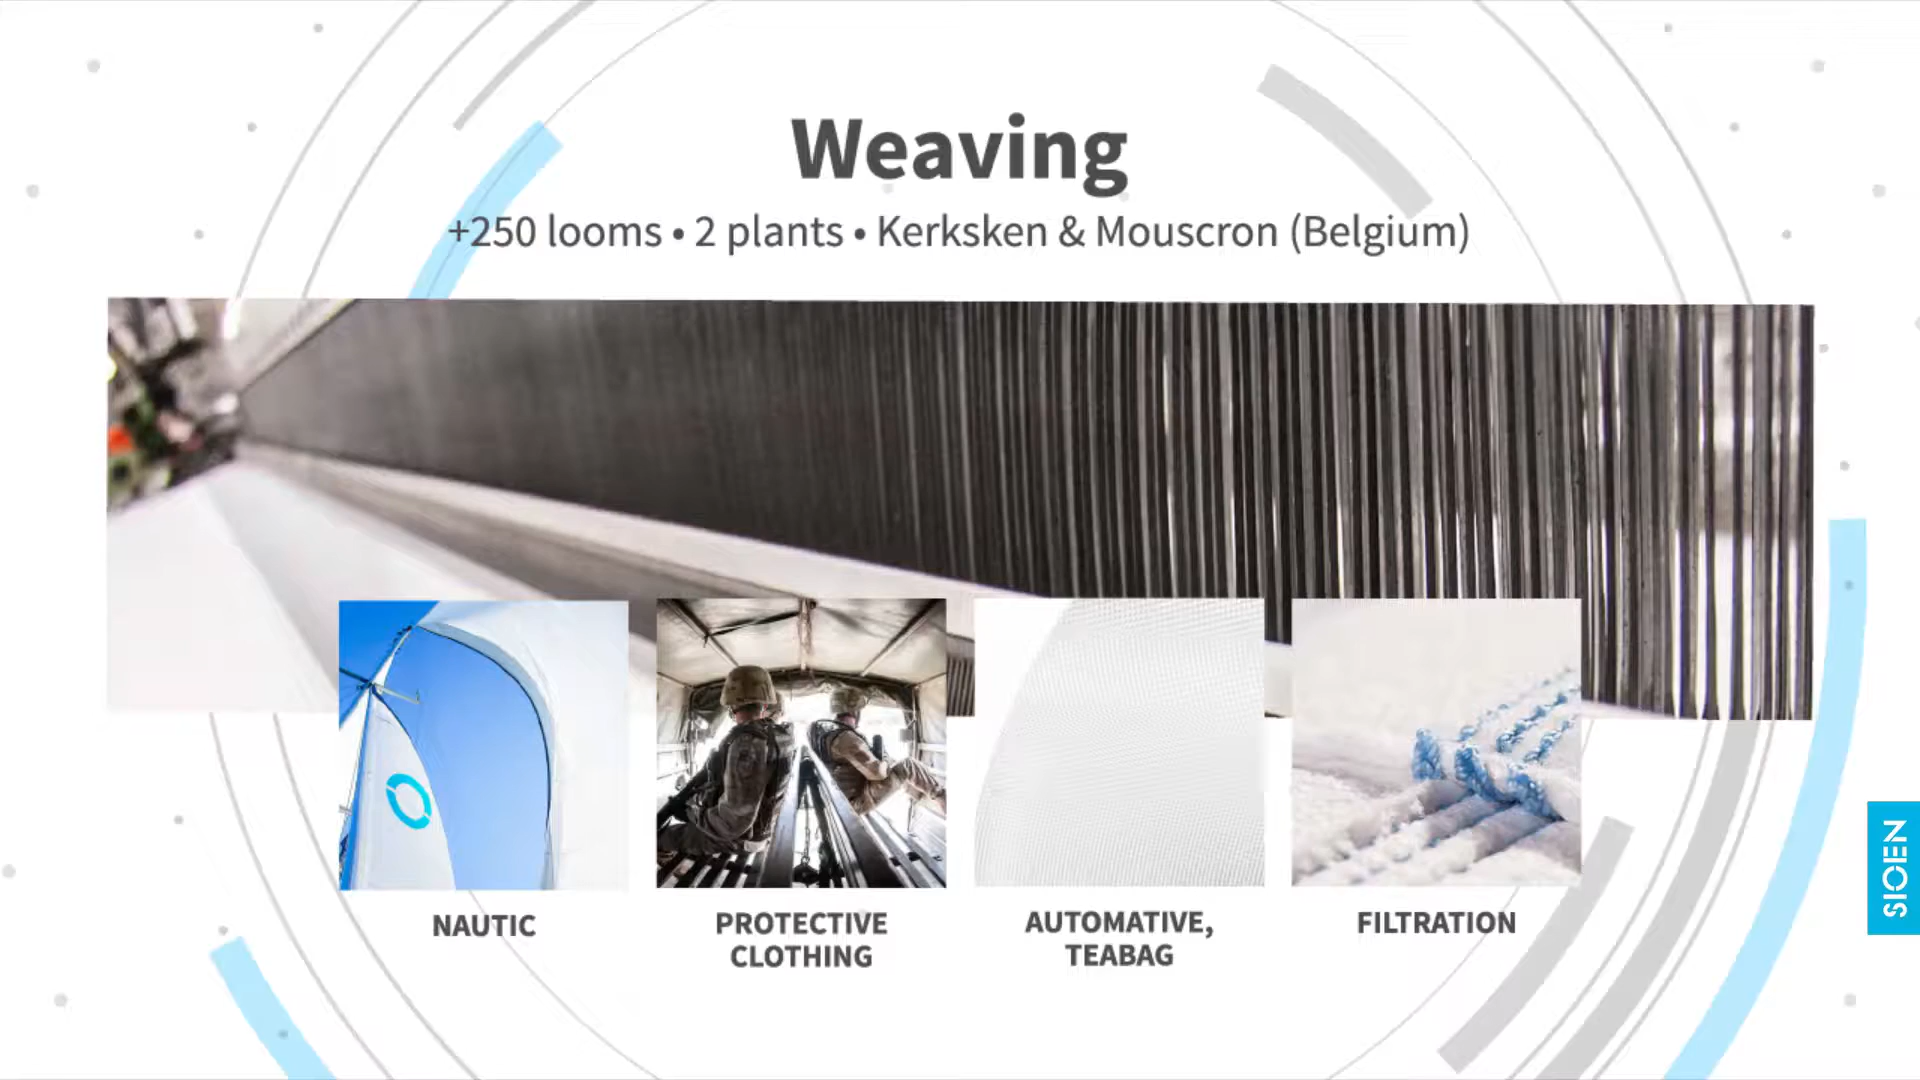 Weaving
+250 looms • 2 plants • Kerksken & Mouscron (Belgium)
NAUTIC
PROTECTIVE
CLOTHING
AUTOMATIVE,
TEABAG
FILTRATION
SIOEN